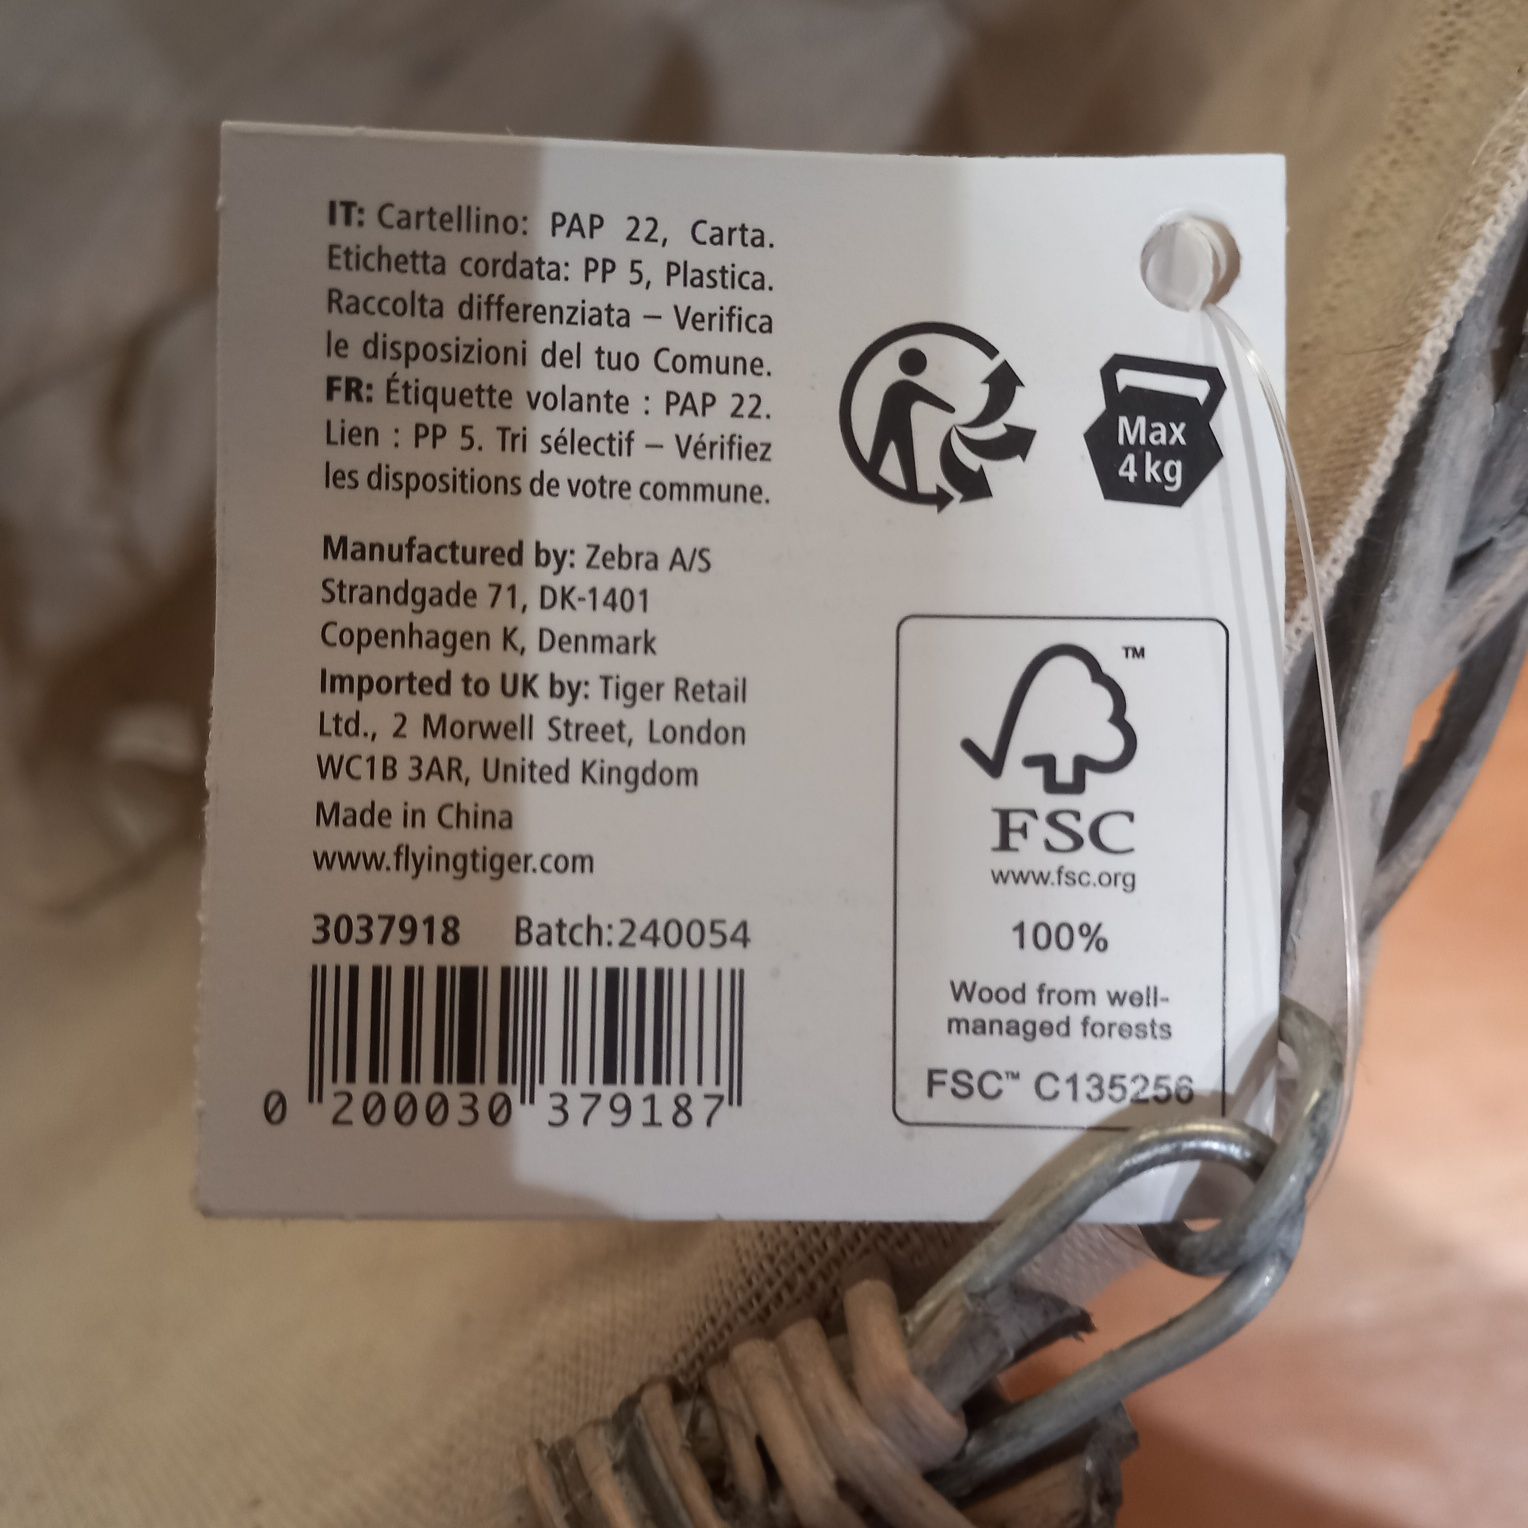 IT: Cartellino: PAP 22, Carta.
Etichetta cordata: PP 5, Plastica.
Raccolta differenziata – Verifica
le disposizioni del tuo Comune.
FR: Étiquette volante : PAP 22.
Lien : PP 5. Tri sélectif – Vérifiez
les dispositions de votre commune.
Max
4 kg
Manufactured by: Zebra A/S
Strandgade 71, DK-1401
Copenhagen K, Denmark
Imported to UK by: Tiger Retail
Ltd., 2 Morwell Street, London
WC1B 3AR, United Kingdom
Made in China
www.flyingtiger.com
3037918 Batch:240054
0 200030 379187
TM
FSC
www.fsc.org
100%
Wood from well-
managed forests
FSC™ C135256